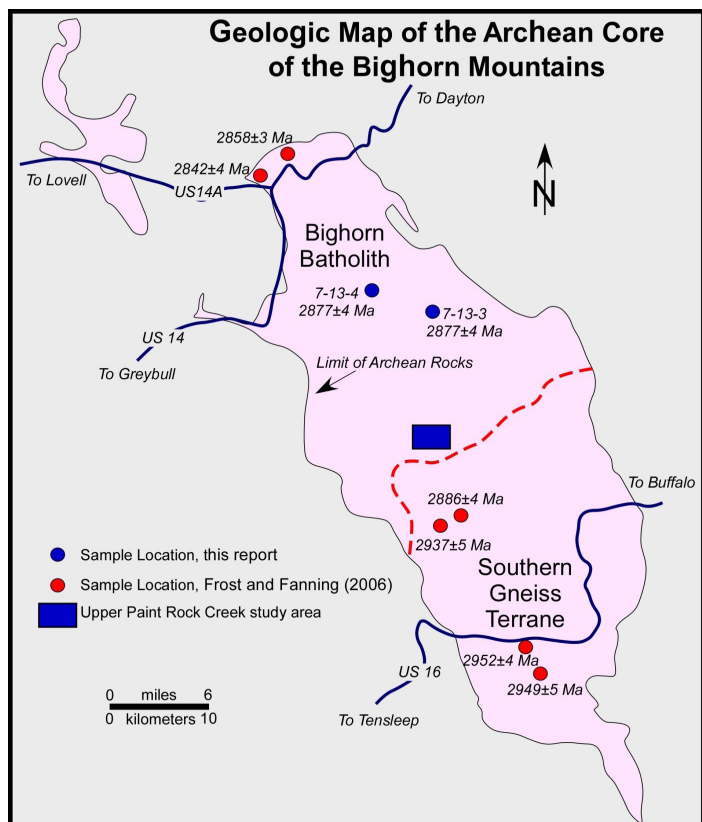 Geologic Map of the Archean Core
of the Bighorn Mountains
To Dayton
2858±3 Ma
2842±4 Ma
To Lovell
US14A
N
Bighorn
Batholith
7-13-4
2877±4 Ma
7-13-3
2877±4 Ma
US 14
To Greybull
Limit of Archean Rocks
To Buffalo
2886±4 Ma
2937±5 Ma
Sample Location, this report
Sample Location, Frost and Fanning (2006)
Upper Paint Rock Creek study area
Southern
Gneiss
Terrane
2952±4 Ma
US 16
2949±5 Ma
0 miles 6
0 kilometers 10
To Tensleep